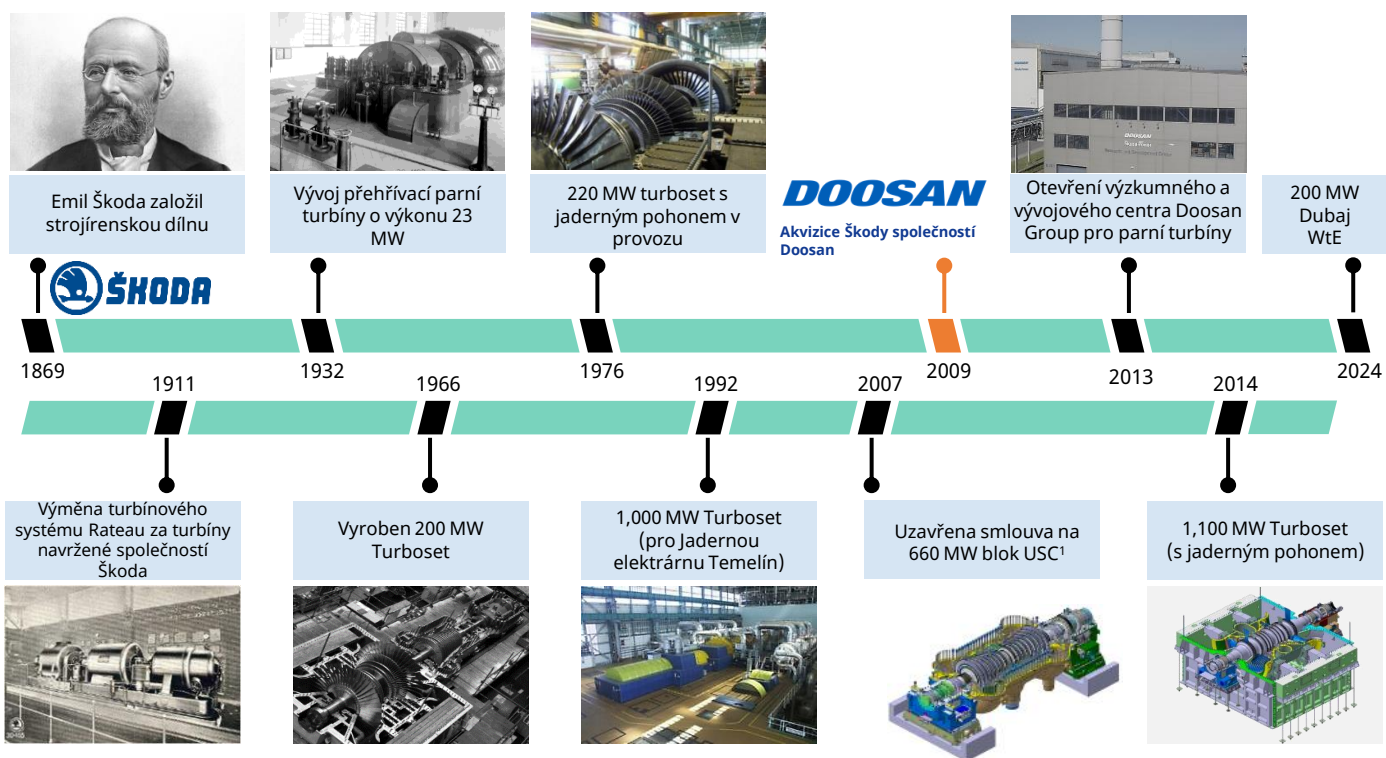 Emil Škoda založil
strojírenskou dílnu
Vývoj přehřívací parní
turbíny o výkonu 23
MW
220 MW turboset s
jaderným pohonem v
provozu
DOOSAN
Akvizice Škody společností
Doosan
DOOSAN
Otevření výzkumného a
vývojového centra Doosan
Group pro parní turbíny
200 MW
Dubaj
WtE
ŠKODA
1869
1932
1976
2009
2013
2024
1911
1966
1992
2007
2014
Výměna turbínového
systému Rateau za turbíny
navržené společností
Škoda
Vyroben 200 MW
Turboset
1,000 MW Turboset
(pro Jadernou
elektrárnu Temelín)
Uzavřena smlouva na
660 MW blok USC¹
1,100 MW Turboset
(s jaderným pohonem)